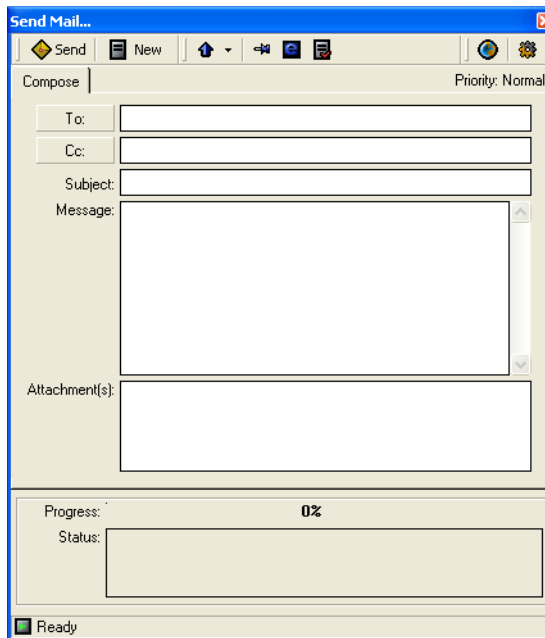 Send Mail...
Send New
Compose Priority: Normal
To:
Cc:
Subject:
Message:
Attachment(s):
Progress: 0%
Status:
Ready